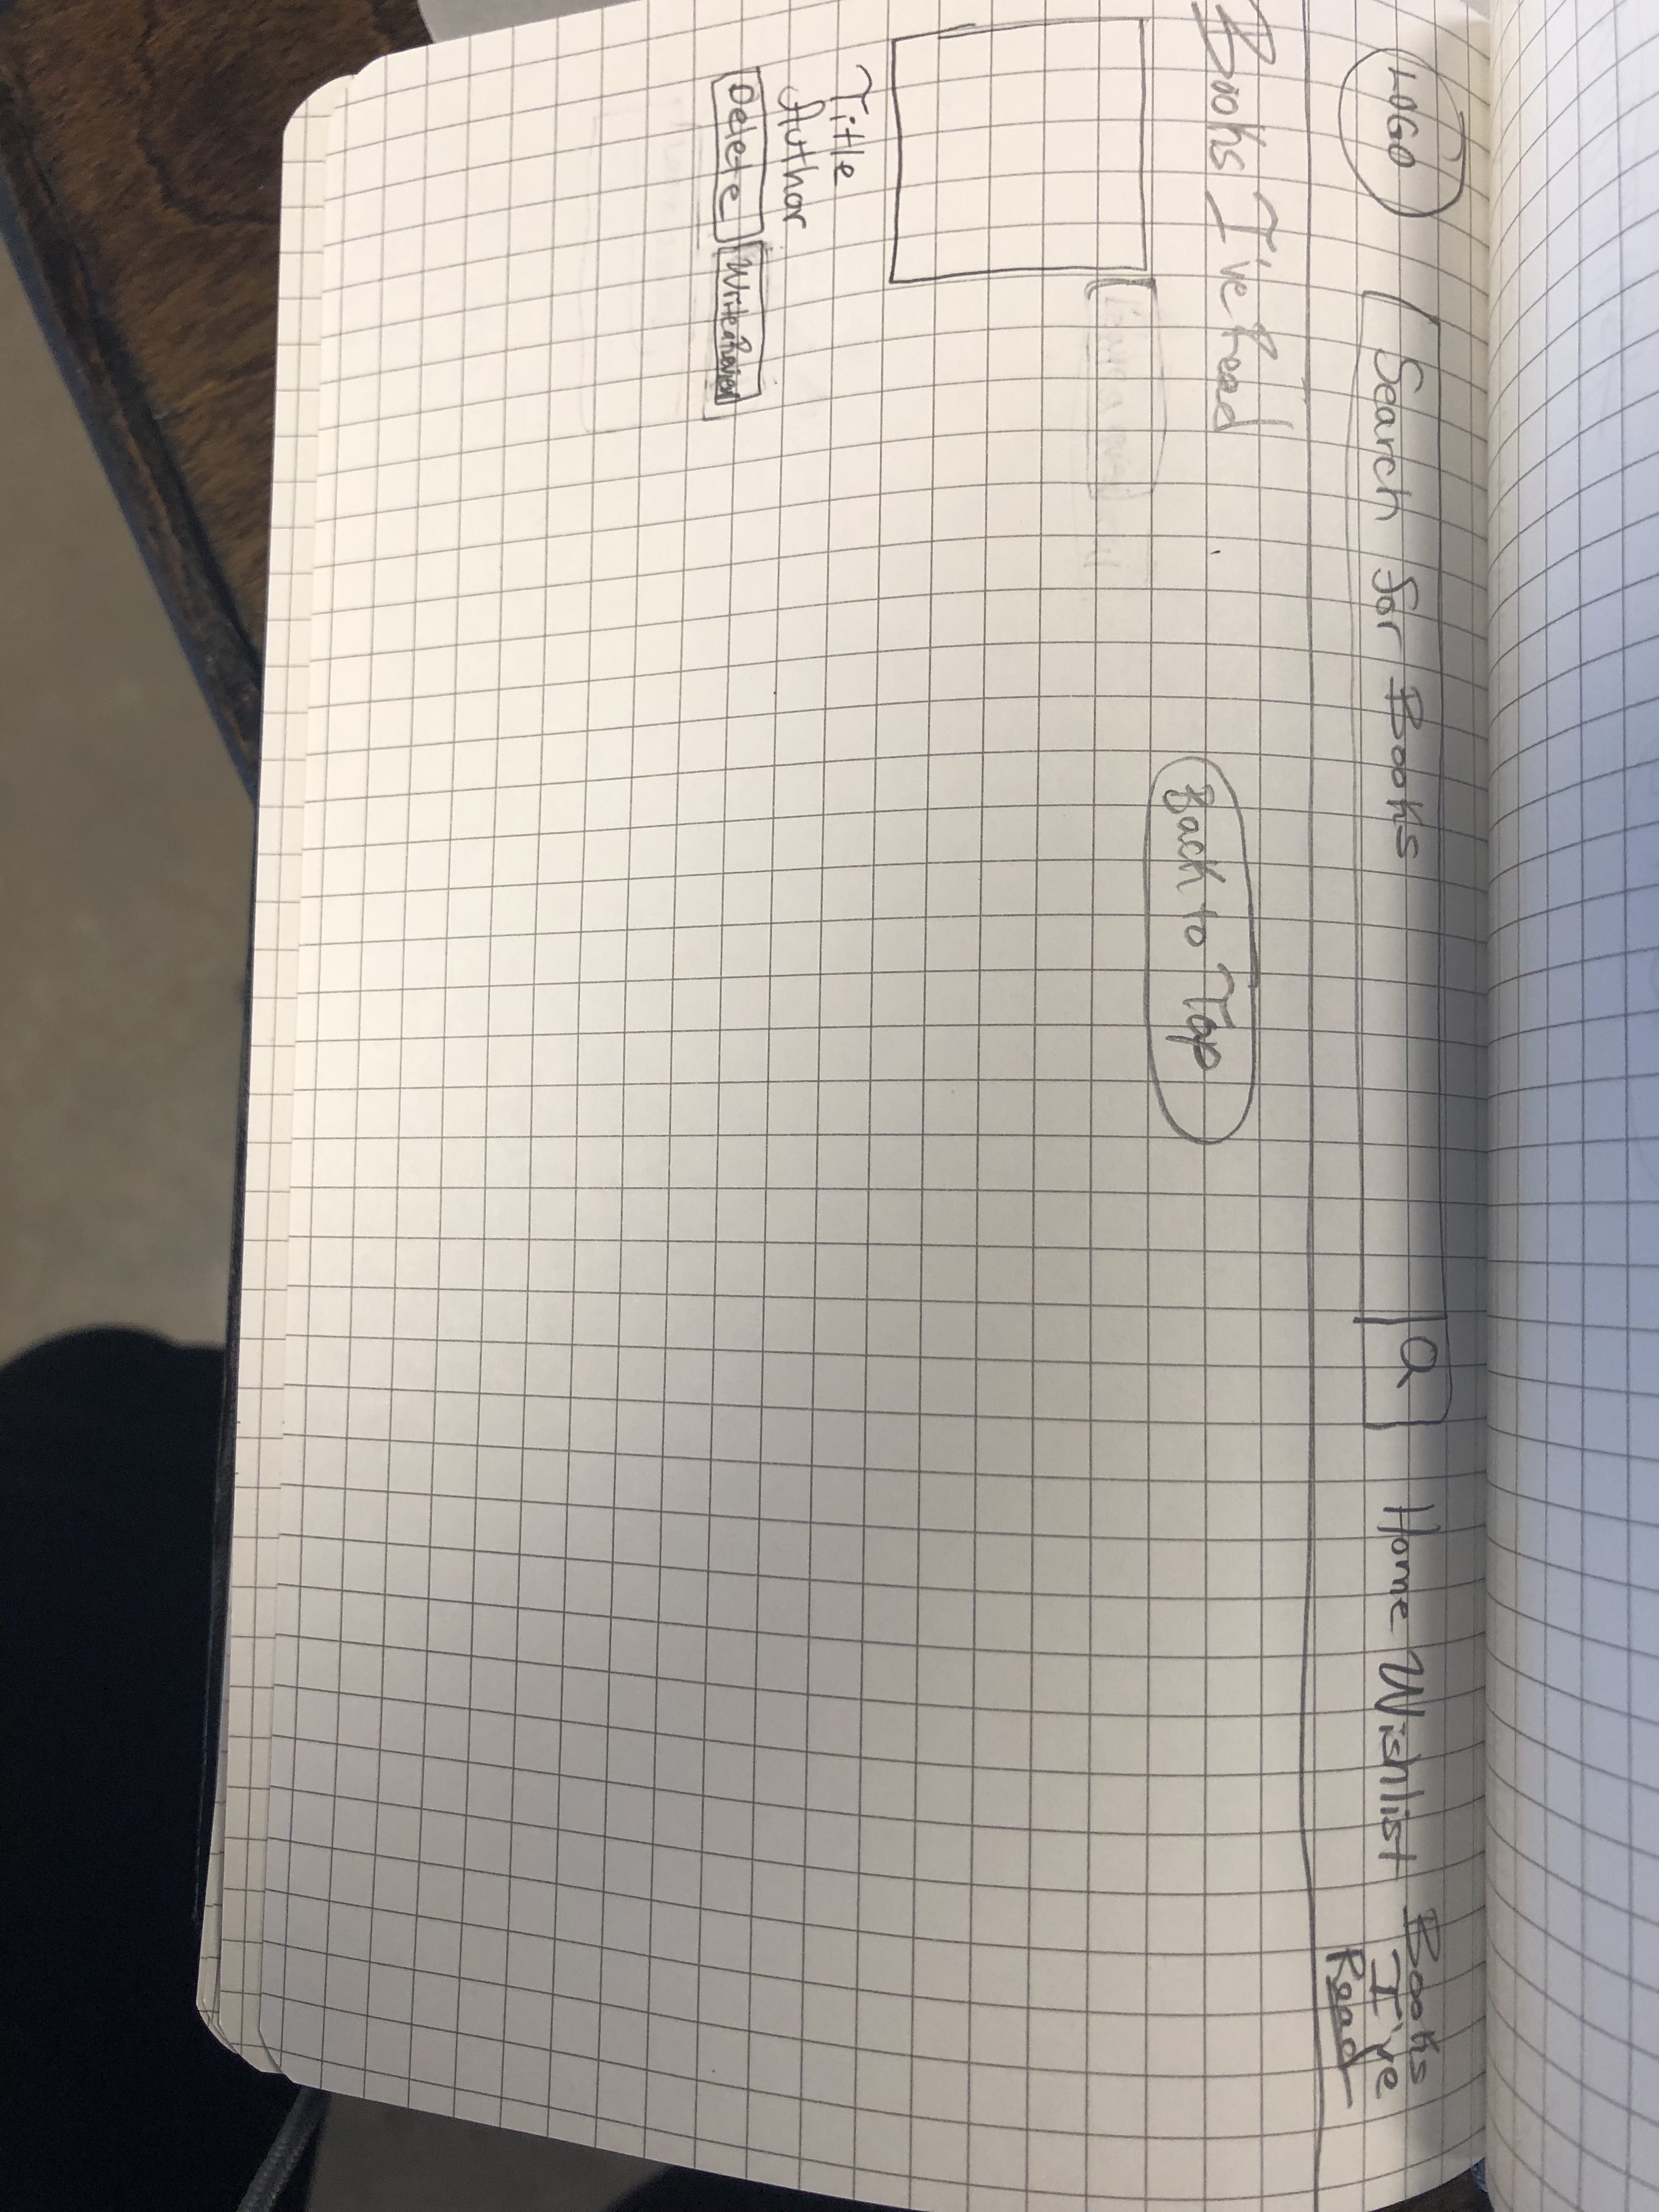 LOGO
Search for Books
Home Wishlist Books
I've
Read
Books I've Read
Back to Top
Title
Author
Delete Write